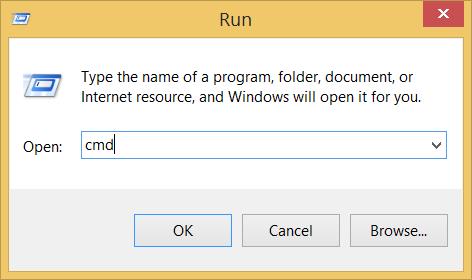 Run
Type the name of a program, folder, document, or
Internet resource, and Windows will open it for you.
Open: cmd
OK Cancel Browse...